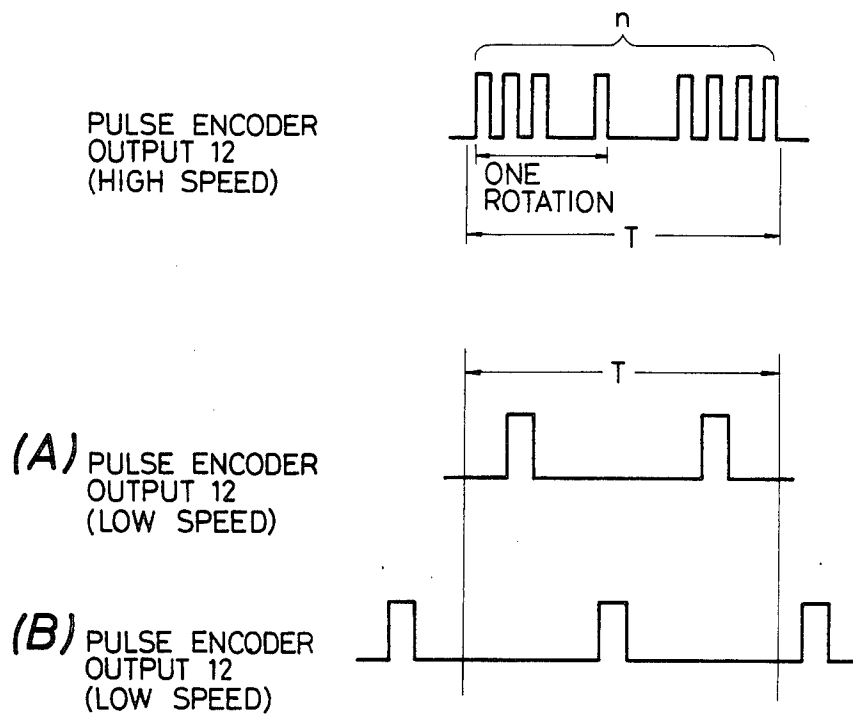 n
PULSE ENCODER
OUTPUT 12
(HIGH SPEED)
ONE
ROTATION
T
T
(A) PULSE ENCODER
OUTPUT 12
(LOW SPEED)
(B) PULSE ENCODER
OUTPUT 12
(LOW SPEED)